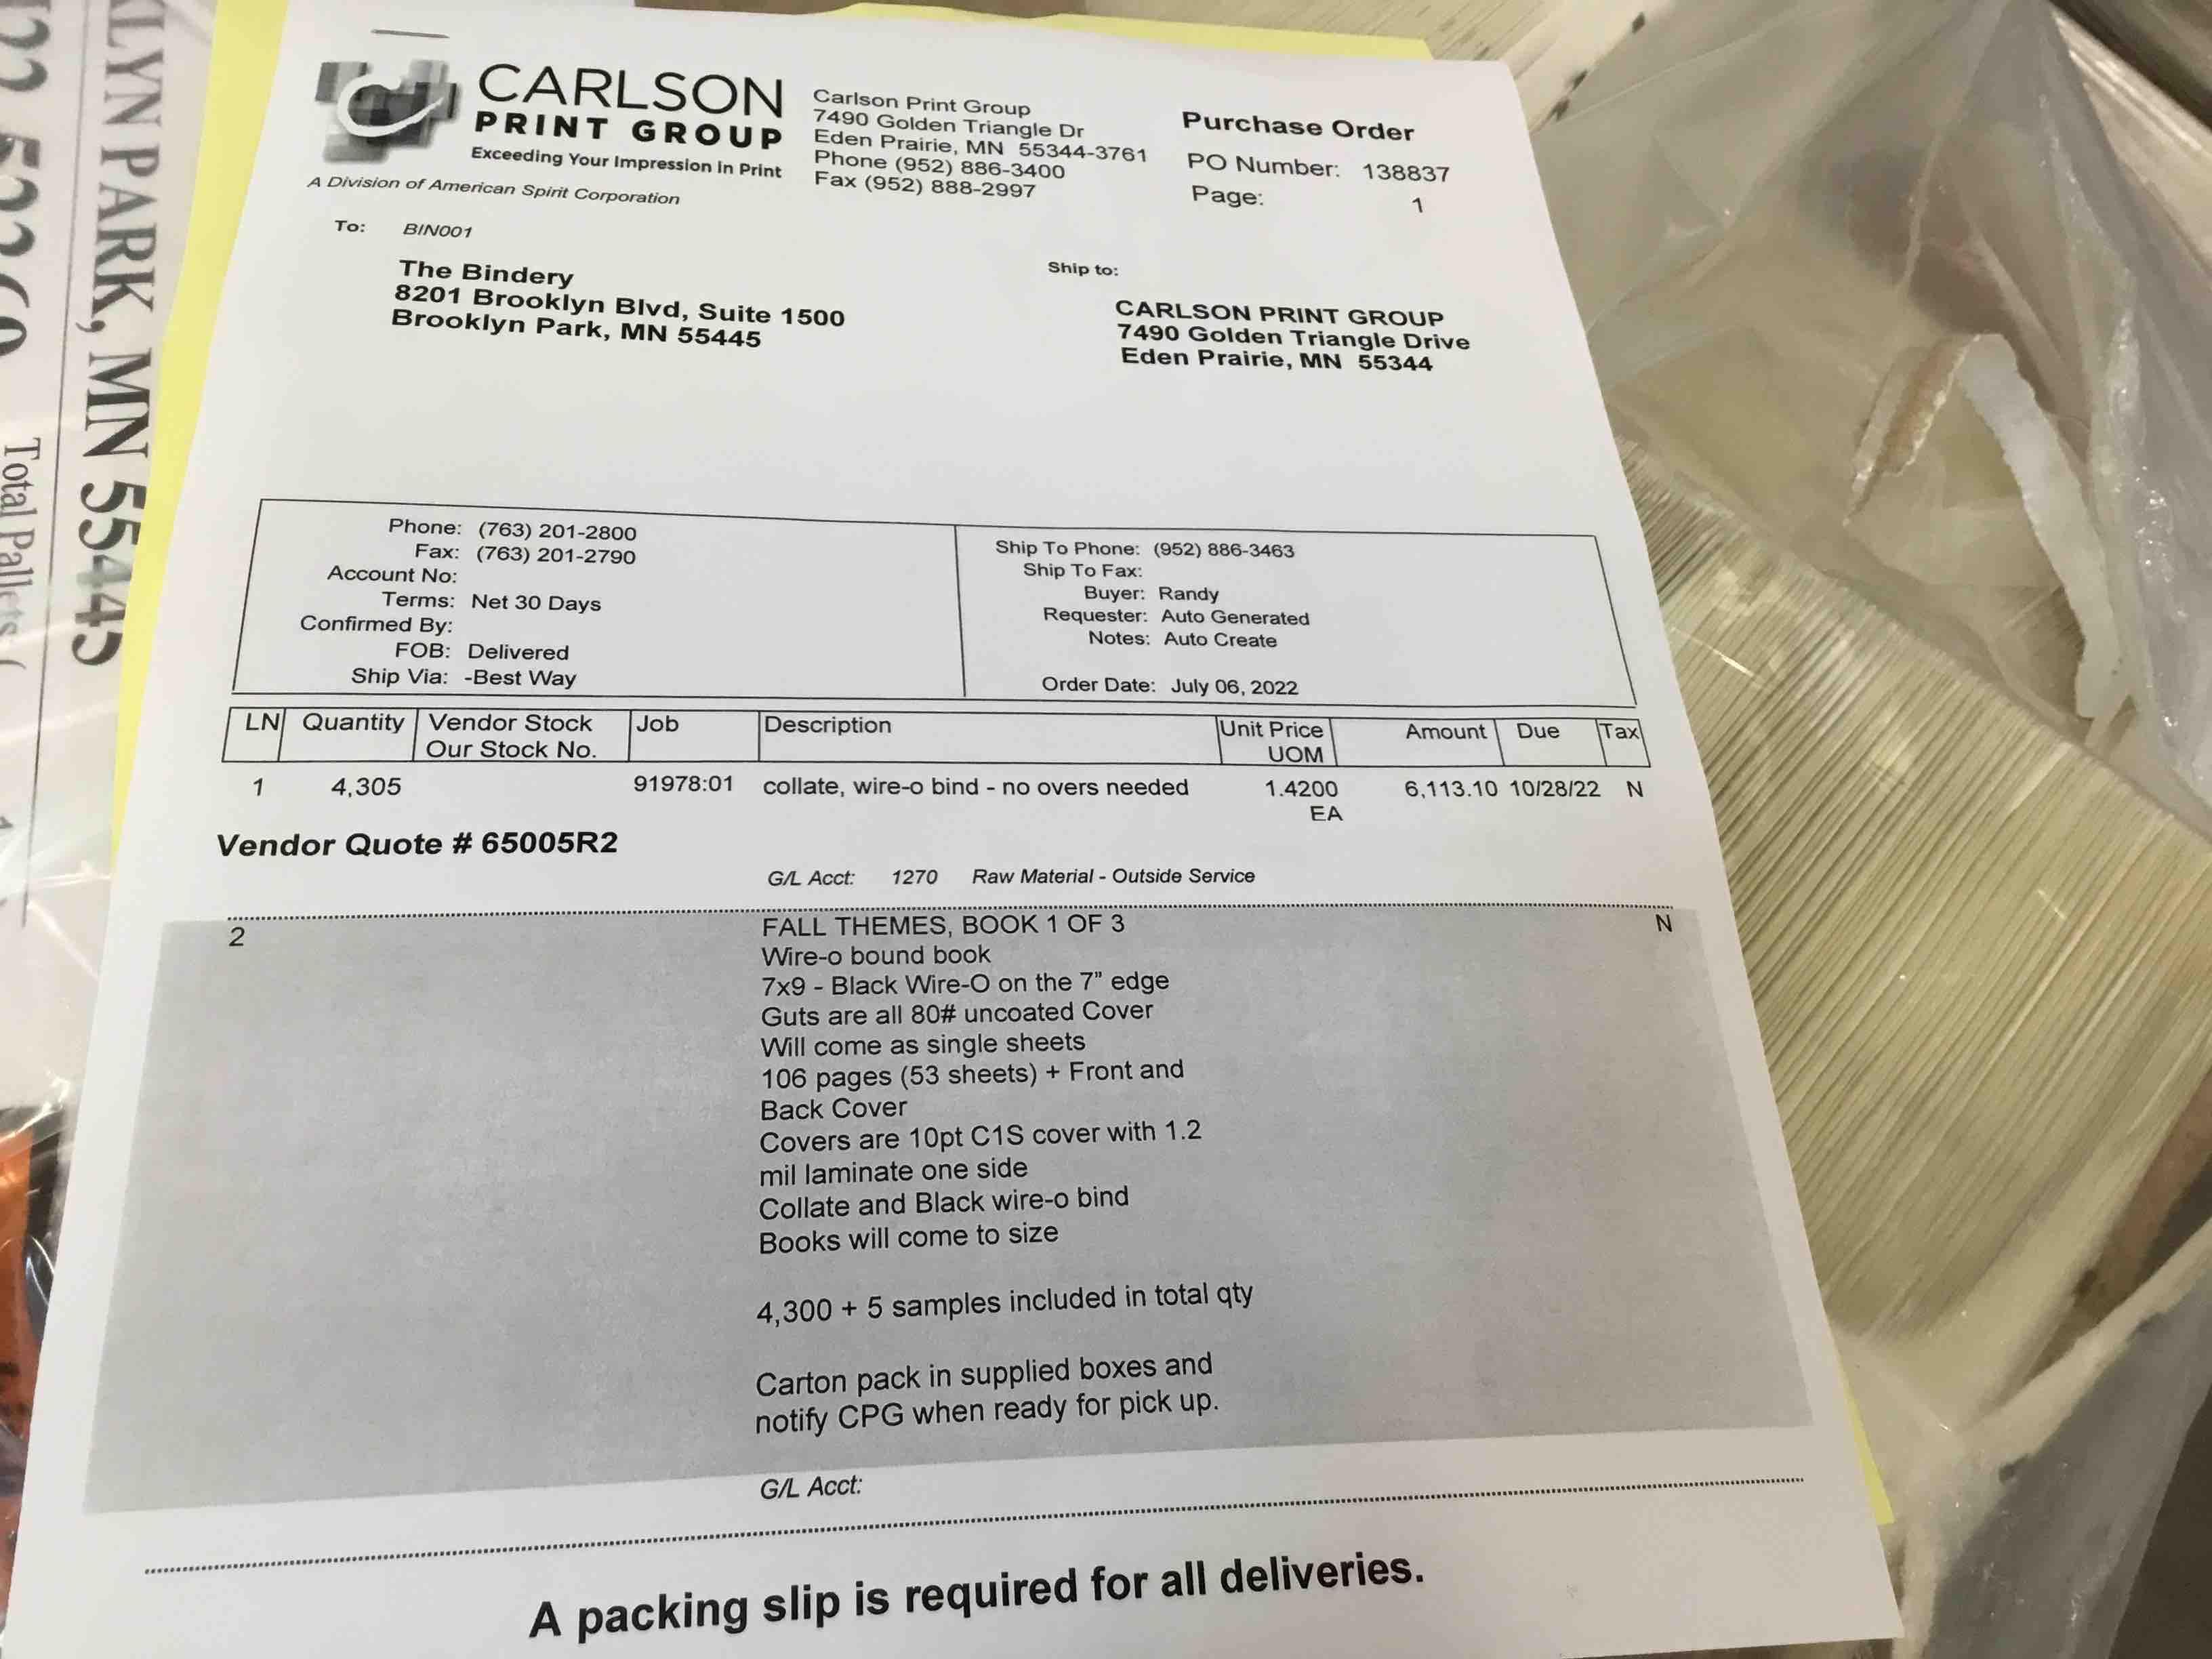 CARLSON
PRINT GROUP
Exceeding Your Impression in Print
A Division of American Spirit Corporation
Carlson Print Group
7490 Golden Triangle Dr
Eden Prairie, MN 55344-3761
Phone (952) 886-3400
Fax (952) 888-2997
Purchase Order
PO Number: 138837
Page: 1
To: BIN001
The Bindery
8201 Brooklyn Blvd, Suite 1500
Brooklyn Park, MN 55445
Ship to:
CARLSON PRINT GROUP
7490 Golden Triangle Drive
Eden Prairie, MN 55344
Phone: (763) 201-2800
Fax: (763) 201-2790
Account No:
Terms: Net 30 Days
Confirmed By:
FOB: Delivered
Ship Via: -Best Way
Ship To Phone: (952) 886-3463
Ship To Fax:
Buyer: Randy
Requester: Auto Generated
Notes: Auto Create
Order Date: July 06, 2022
LN Quantity Vendor Stock Job Description Unit Price Amount Due Tax
Our Stock No. UOM
1 4,305 91978:01 collate, wire-o bind - no overs needed 1.4200 6,113.10 10/28/22 N
EA
Vendor Quote # 65005R2
G/L Acct: 1270 Raw Material - Outside Service
2 FALL THEMES, BOOK 1 OF 3 N
Wire-o bound book
7x9 - Black Wire-O on the 7" edge
Guts are all 80# uncoated Cover
Will come as single sheets
106 pages (53 sheets) + Front and
Back Cover
Covers are 10pt C1S cover with 1.2
mil laminate one side
Collate and Black wire-o bind
Books will come to size
4,300 + 5 samples included in total qty
Carton pack in supplied boxes and
notify CPG when ready for pick up.
G/L Acct:
A packing slip is required for all deliveries.
PARK, MN 55445
Total Pallets